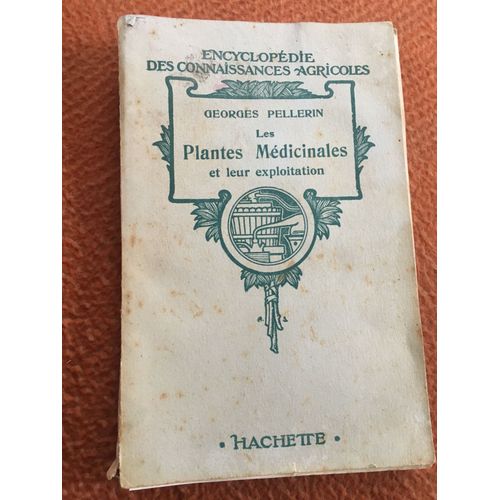 ENCYCLOPÉDIE
DES CONNAISSANCES AGRICOLES
GEORGES PELLERIN
Les
Plantes Médicinales
et leur exploitation
• HACHETTE •